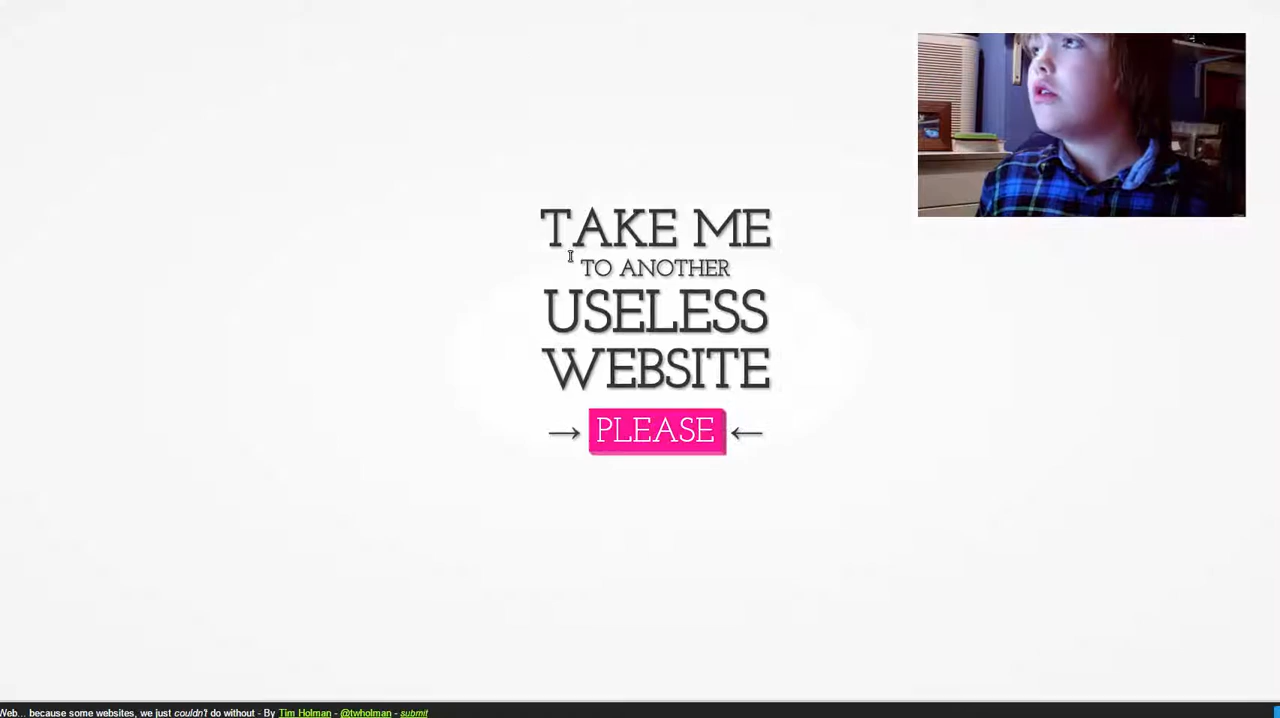 TAKE ME
TO ANOTHER
USELESS
WEBSITE
→ PLEASE ←
Web... because some websites, we just couldn't do without - By Tim Holman - @twholman - submit